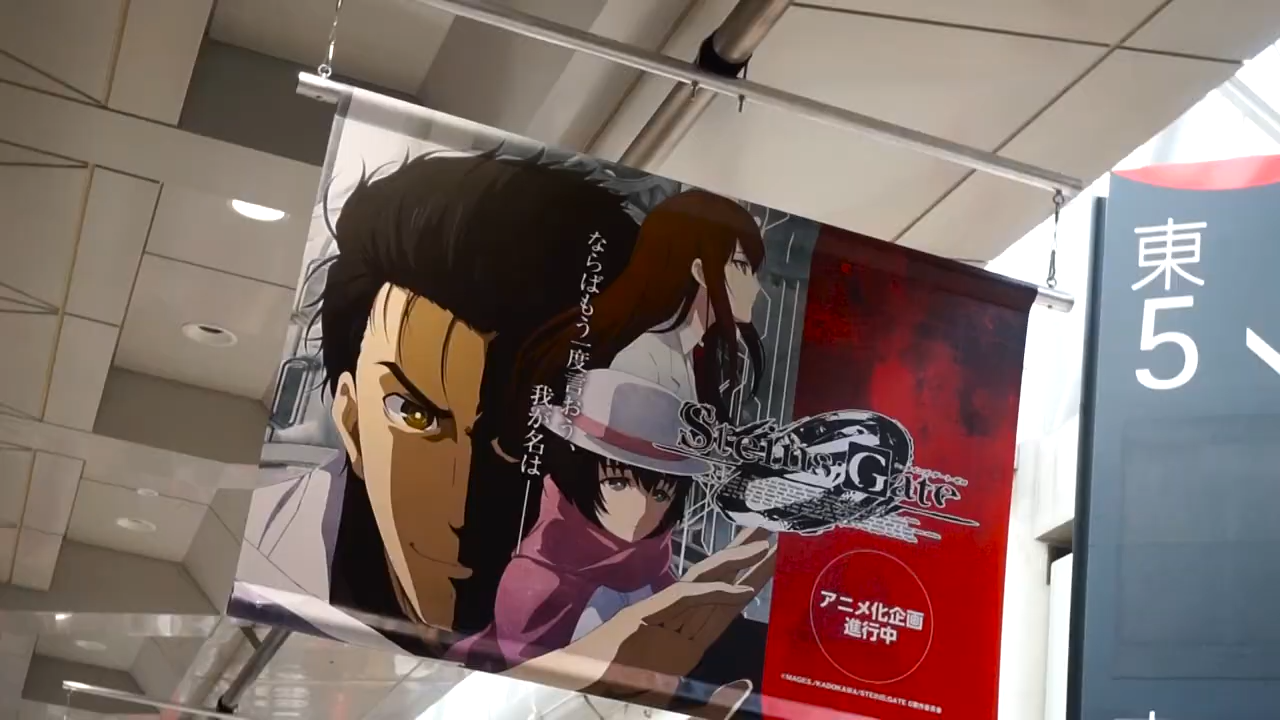 ならばもう一度言おう、
我が名は——
Steins;Gate
アニメ化企画
進行中
©MAGES./KADOKAWA/STEINS;GATE 0製作委員会
東
5